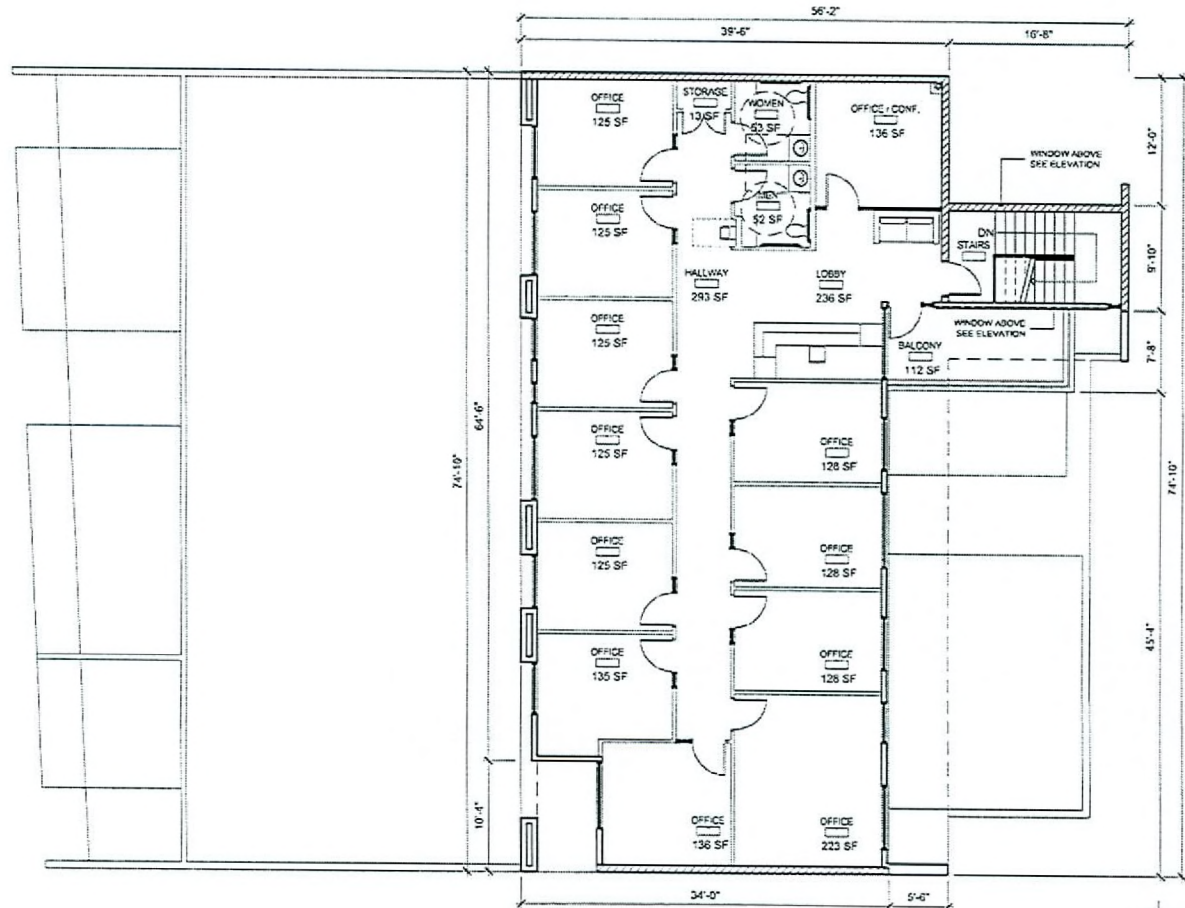 56'-2"
39'-6"
16'-8"
OFFICE
125 SF
STORAGE
13 SF
WOMEN
53 SF
OFFICE / CONF.
136 SF
12'-0"
WINDOW ABOVE
SEE ELEVATION
OFFICE
125 SF
MEN
52 SF
DN
STAIRS
9'-10"
HALLWAY
293 SF
LOBBY
236 SF
OFFICE
125 SF
WINDOW ABOVE
SEE ELEVATION
BALCONY
112 SF
7'-8"
64'-6"
74'-10"
OFFICE
125 SF
OFFICE
128 SF
74'-10"
OFFICE
125 SF
OFFICE
128 SF
45'-4"
OFFICE
135 SF
OFFICE
128 SF
10'-4"
OFFICE
136 SF
OFFICE
223 SF
34'-0"
5'-6"